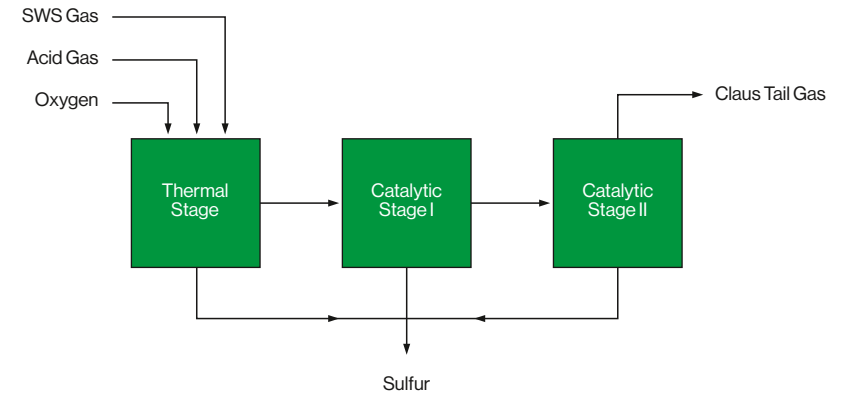 SWS Gas
Acid Gas
Oxygen
Claus Tail Gas
Thermal
Stage
Catalytic
Stage I
Catalytic
Stage II
Sulfur